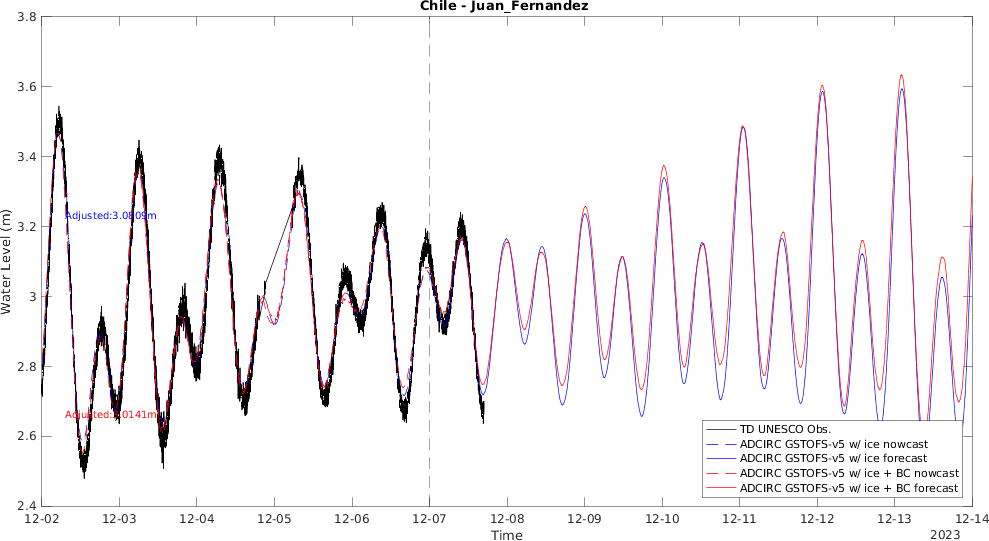 Chile - Juan_Fernandez
3.8
3.6
3.4
3.2
3
2.8
2.6
2.4
Water Level (m)
Adjusted:3.0809m
12-02
12-03
12-04
12-05
12-06
12-07
12-08
12-09
12-10
12-11
12-12
12-13
12-14
Time
2023
TD UNESCO Obs.
ADCIRC GSTOFS-v5 w/ ice nowcast
ADCIRC GSTOFS-v5 w/ ice forecast
ADCIRC GSTOFS-v5 w/ ice + BC nowcast
ADCIRC GSTOFS-v5 w/ ice + BC forecast